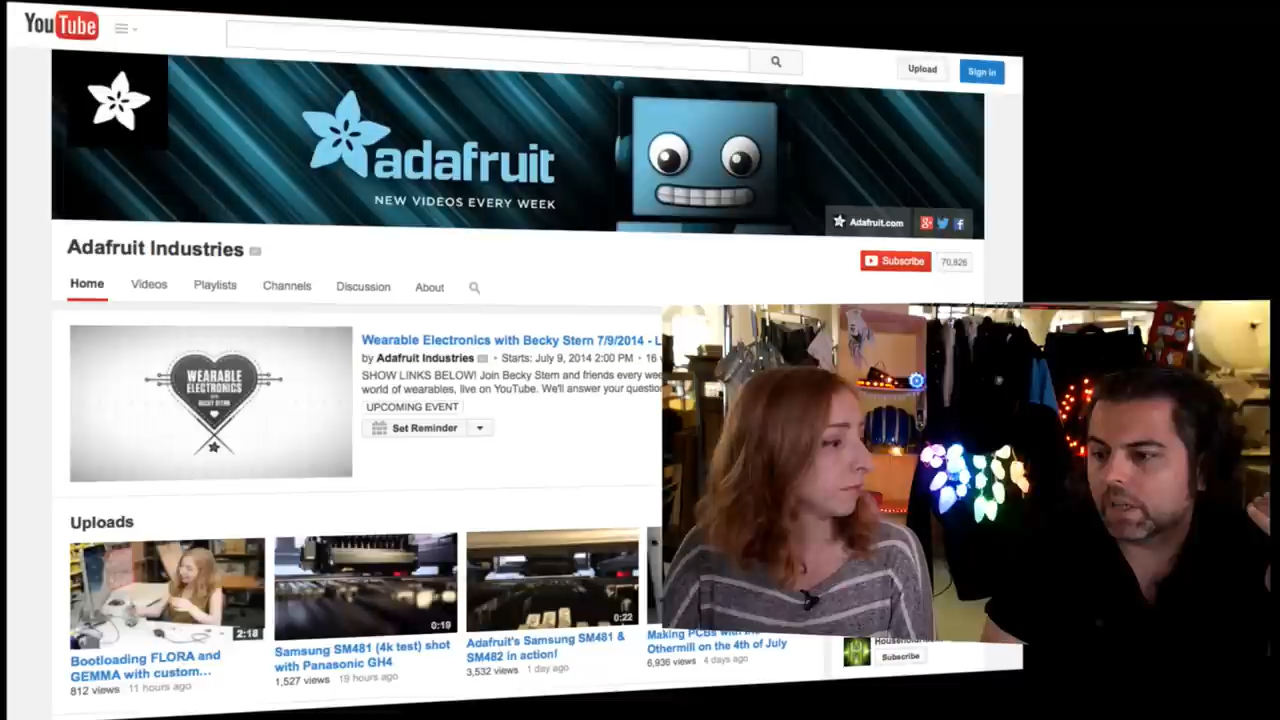 YouTube
Upload
Sign in
adafruit
NEW VIDEOS EVERY WEEK
Adafruit.com
Adafruit Industries
Subscribe
70,826
Home Videos Playlists Channels Discussion About
Wearable Electronics with Becky Stern 7/9/2014 - L
by Adafruit Industries • Starts: July 9, 2014 2:00 PM • 16
SHOW LINKS BELOW! Join Becky Stern and friends every wee
world of wearables, live on YouTube. We'll answer your question
UPCOMING EVENT
Set Reminder
WEARABLE
ELECTRONICS
WITH
BECKY STERN
Uploads
2:18
0:19
0:22
Bootloading FLORA and
GEMMA with custom...
812 views 11 hours ago
Samsung SM481 (4k test) shot
with Panasonic GH4
1,527 views 19 hours ago
Adafruit's Samsung SM481 &
SM482 in action!
3,532 views 1 day ago
Making PCBs with
Othermill on the 4th of July
6,936 views 4 days ago
Subscribe